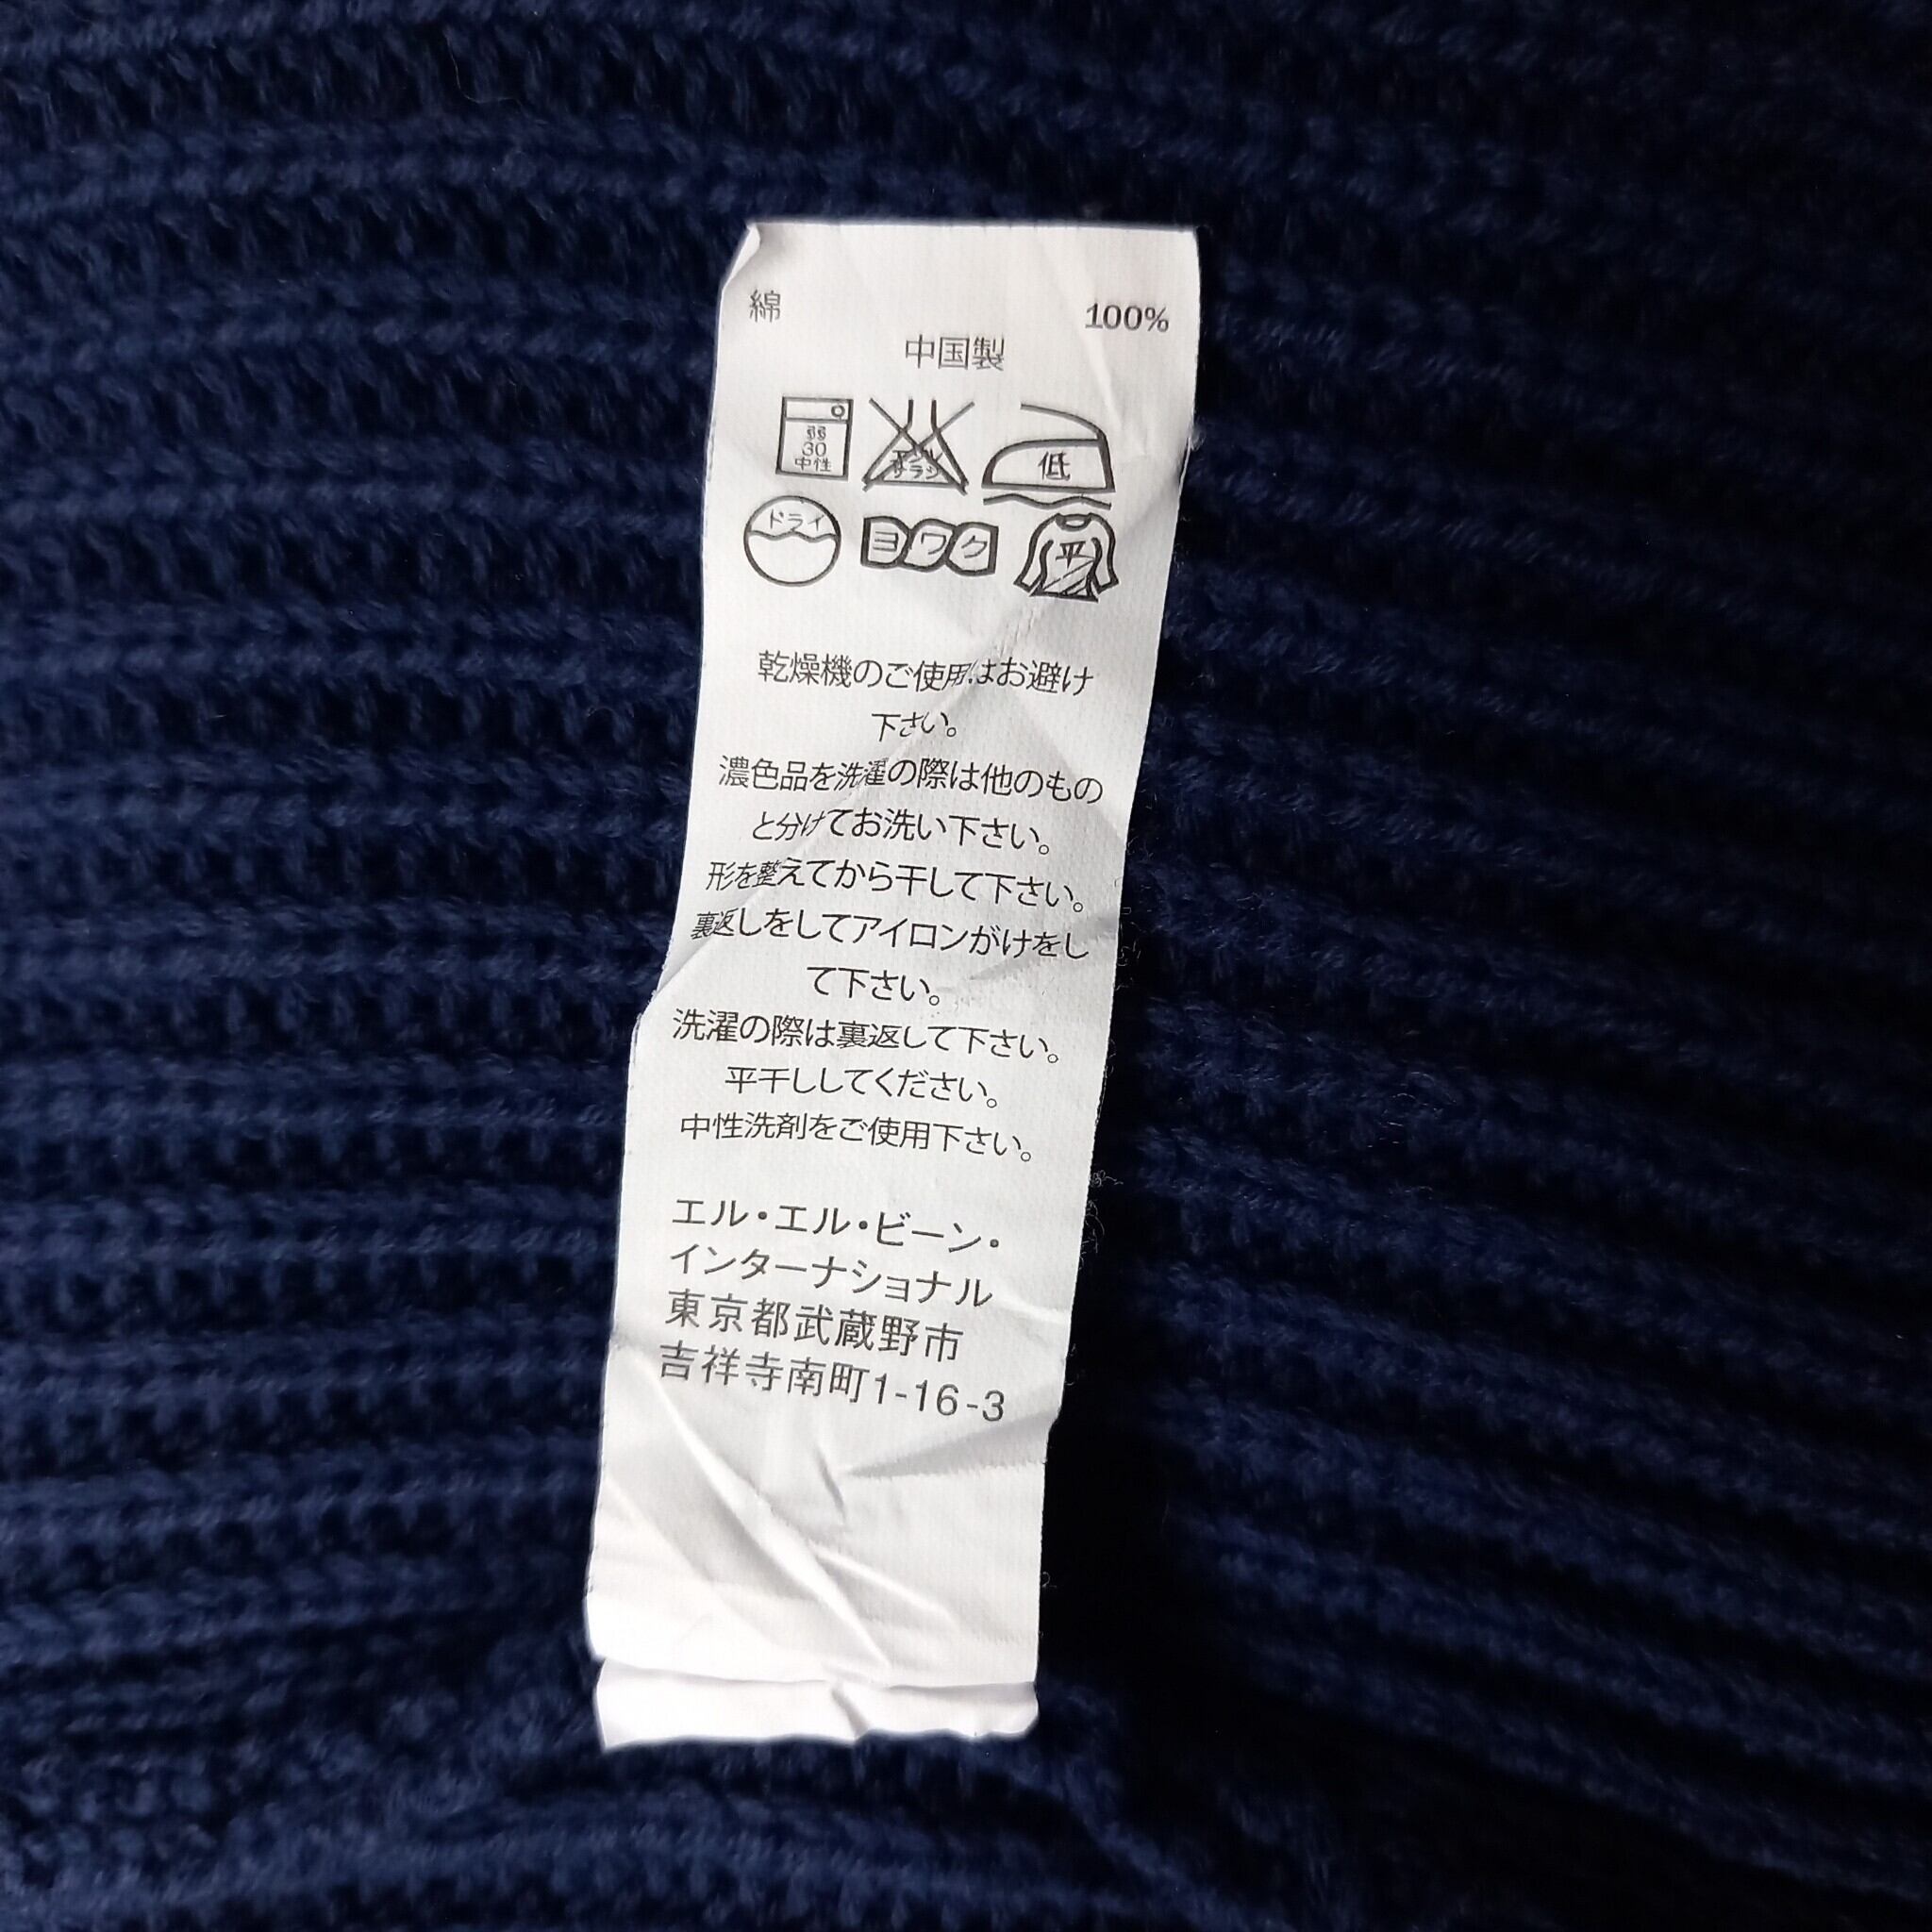 綿 100%
中国製
弱
30
中性
低
ドライ
ヨワク
平
乾燥機のご使用はお避け
下さい。
濃色品を洗濯の際は他のもの
と分けてお洗い下さい。
形を整えてから干して下さい。
裏返しをしてアイロンがけをし
て下さい。
洗濯の際は裏返して下さい。
平干ししてください。
中性洗剤をご使用下さい。
エル・エル・ビーン・
インターナショナル
東京都武蔵野市
吉祥寺南町1-16-3